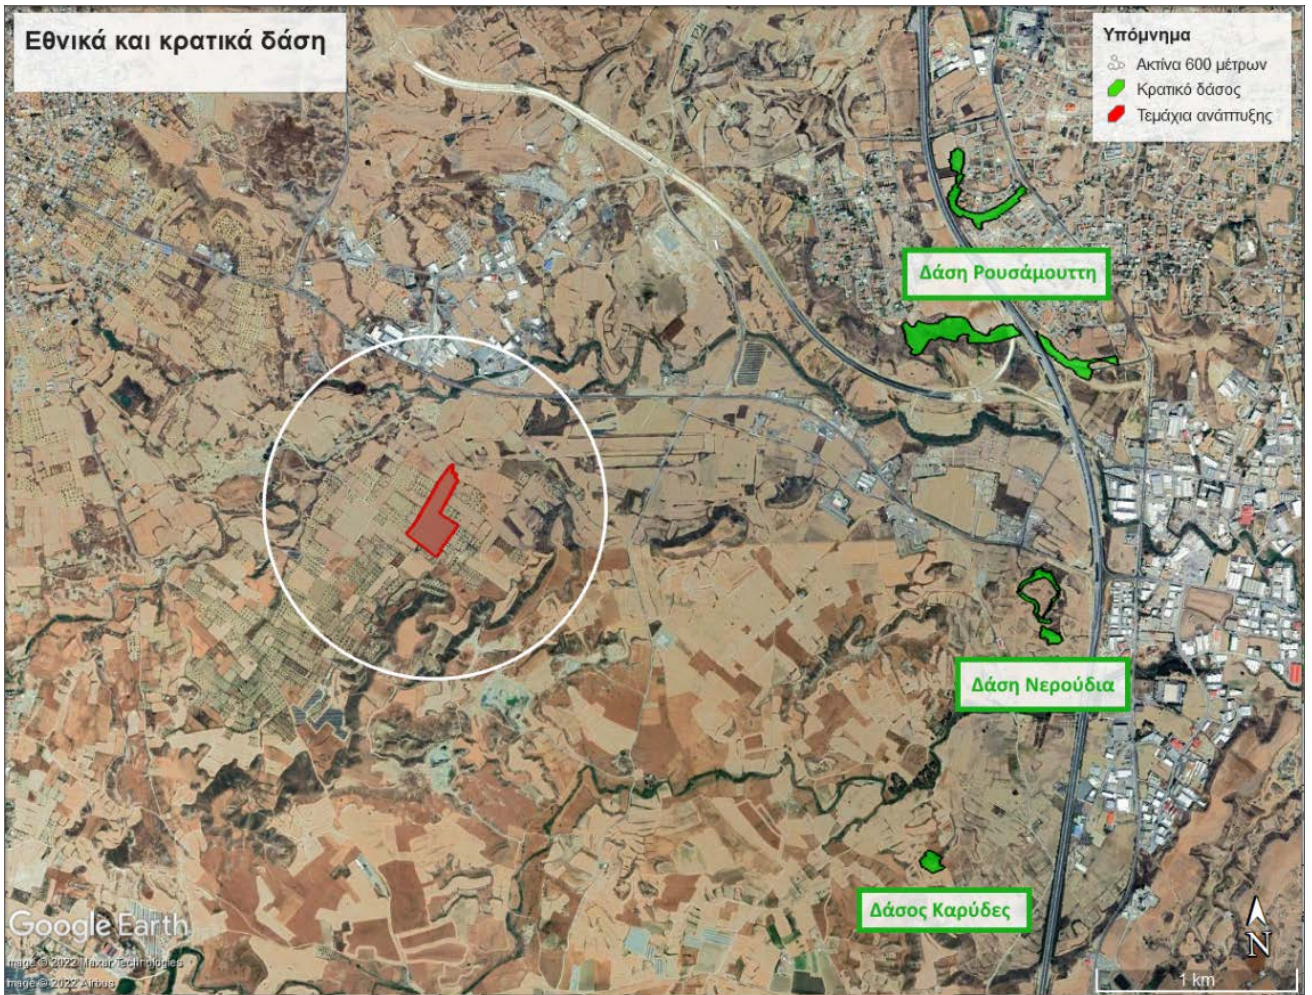 Εθνικά και κρατικά δάση
Υπόμνημα
Ακτίνα 600 μέτρων
Κρατικό δάσος
Τεμάχια ανάπτυξης
Δάση Ρουσάμουττη
Δάση Νερούδια
Δάσος Καρύδες
Google Earth
Image © 2022 Maxar Technologies
Image © 2022 Airbus
N
1 km